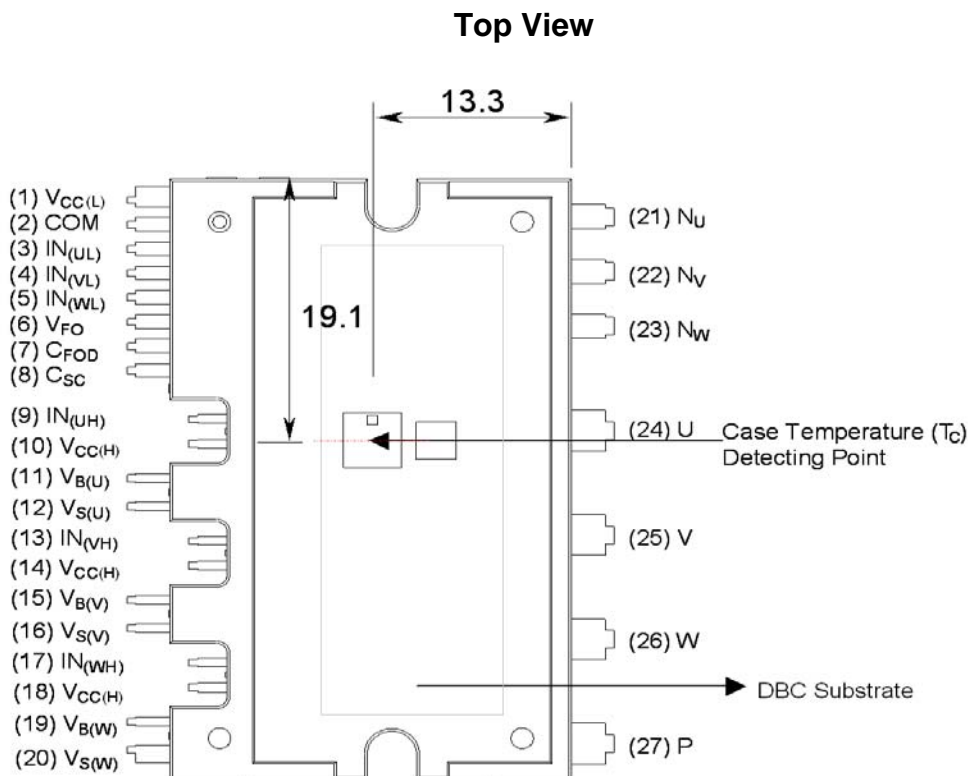 Top View
13.3
19.1
(1) VCC(L)
(2) COM
(3) IN(UL)
(4) IN(VL)
(5) IN(WL)
(6) VFO
(7) CFOD
(8) CSC
(9) IN(UH)
(10) VCC(H)
(11) VB(U)
(12) VS(U)
(13) IN(VH)
(14) VCC(H)
(15) VB(V)
(16) VS(V)
(17) IN(WH)
(18) VCC(H)
(19) VB(W)
(20) VS(W)
(21) NU
(22) NV
(23) NW
(24) U
Case Temperature (TC)
Detecting Point
(25) V
(26) W
DBC Substrate
(27) P